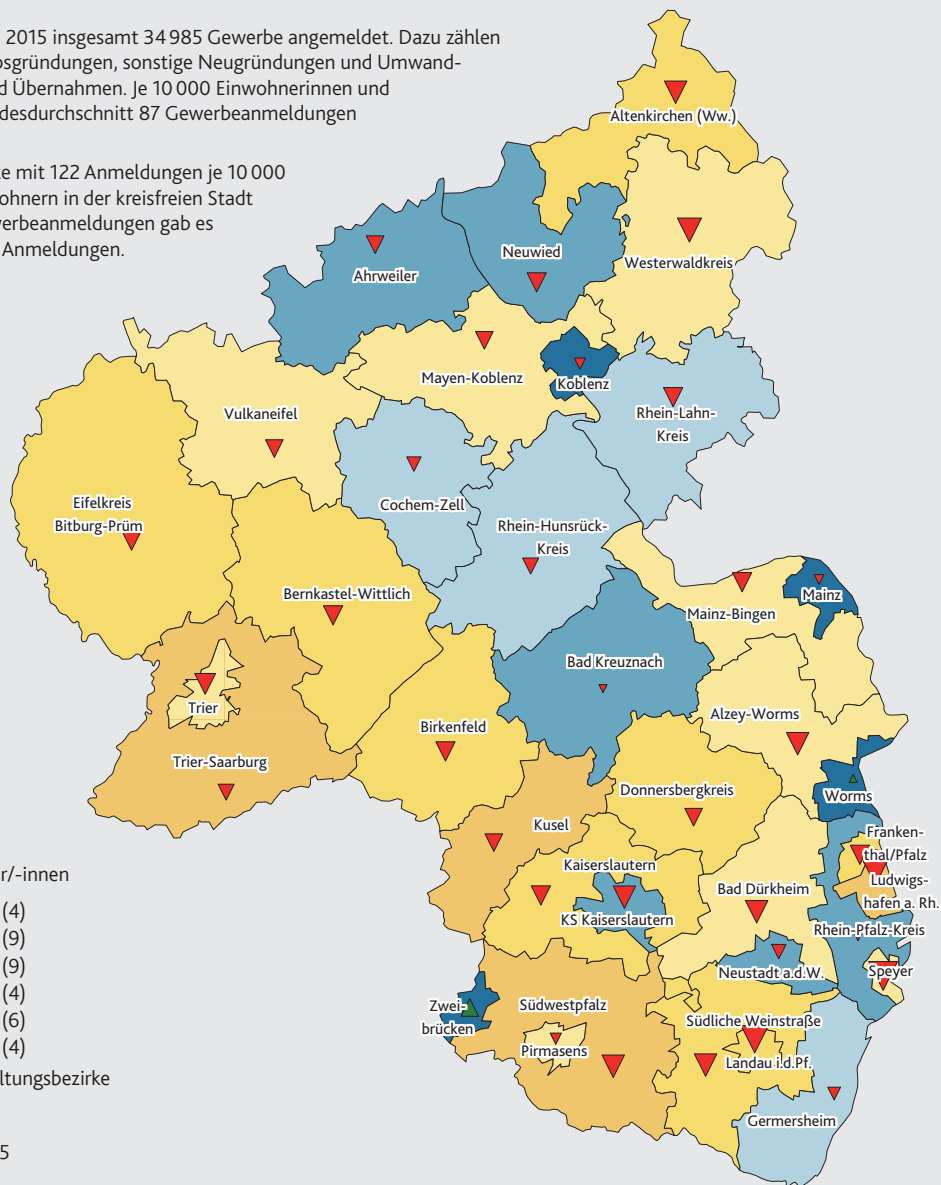 2015 insgesamt 34 985 Gewerbe angemeldet. Dazu zählen
sgründungen, sonstige Neugründungen und Umwand-
d Übernahmen. Je 10 000 Einwohnerinnen und
desdurchschnitt 87 Gewerbeanmeldungen
e mit 122 Anmeldungen je 10 000
ohnern in der kreisfreien Stadt
verbeanmeldungen gab es
Anmeldungen.
Altenkirchen (Ww.)
Neuwied
Westerwaldkreis
Ahrweiler
Mayen-Koblenz
Koblenz
Vulkaneifel
Rhein-Lahn-
Kreis
Cochem-Zell
Eifelkreis
Bitburg-Prüm
Rhein-Hunsrück-
Kreis
Bernkastel-Wittlich
Mainz
Mainz-Bingen
Bad Kreuznach
Trier
Alzey-Worms
Birkenfeld
Trier-Saarburg
Donnersbergkreis
Worms
Kusel
Franken-
thal/Pfalz
Kaiserslautern
Ludwigs-
hafen a. Rh.
Bad Dürkheim
KS Kaiserslautern
Rhein-Pfalz-Kreis
Neustadt a.d.W.
Speyer
Zwei-
brücken
Südwestpfalz
Südliche Weinstraße
Pirmasens
Landau i.d.Pf.
Germersheim
r/-innen
(4)
(9)
(9)
(4)
(6)
(4)
ltungsbezirke
5